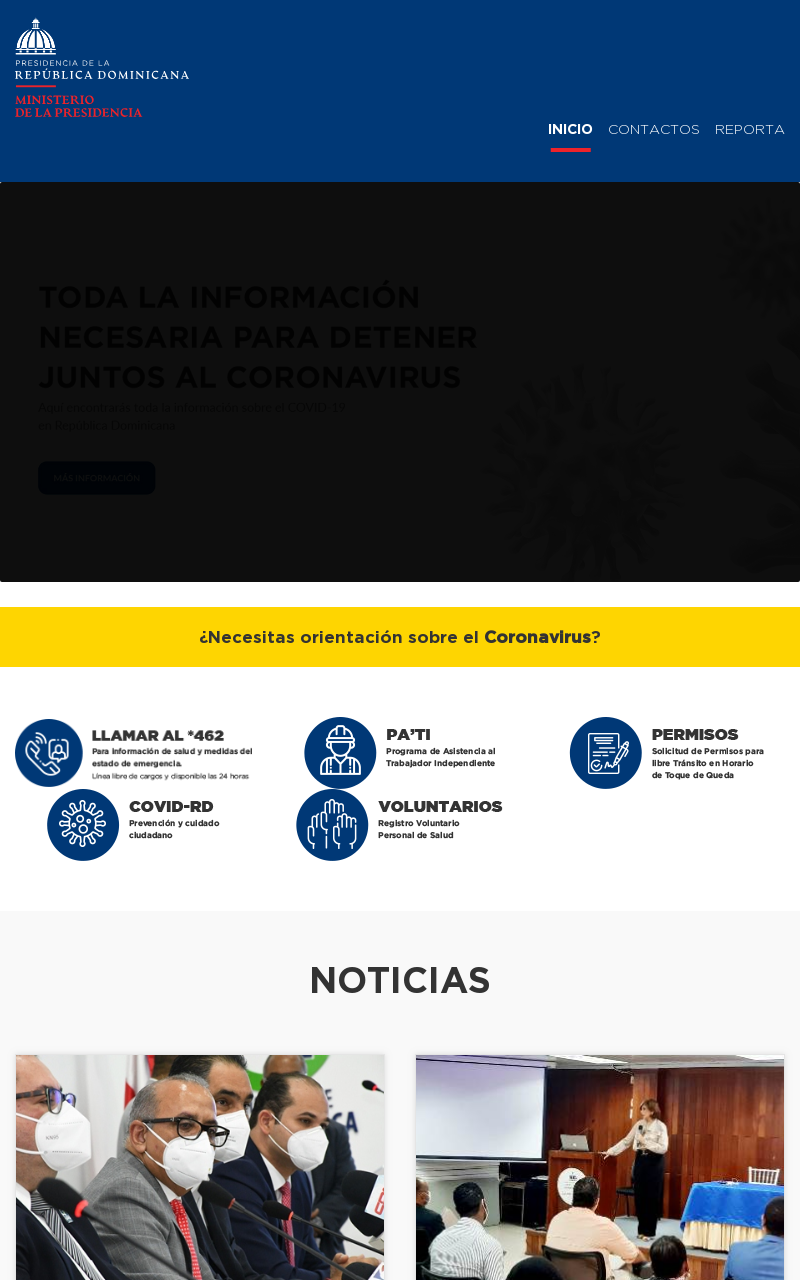 PRESIDENCIA DE LA
REPÚBLICA DOMINICANA
MINISTERIO
DE LA PRESIDENCIA
INICIO CONTACTOS REPORTA
TODA LA INFORMACIÓN
NECESARIA PARA DETENER
JUNTOS AL CORONAVIRUS
Aquí encontrarás toda la información sobre el COVID-19
en República Dominicana
MÁS INFORMACIÓN
¿Necesitas orientación sobre el Coronavirus?
LLAMAR AL *462
Para información de salud y medidas del
estado de emergencia.
Línea libre de cargos y disponible las 24 horas
PA’TI
Programa de Asistencia al
Trabajador Independiente
PERMISOS
Solicitud de Permisos para
libre Tránsito en Horario
de Toque de Queda
COVID-RD
Prevención y cuidado
ciudadano
VOLUNTARIOS
Registro Voluntario
Personal de Salud
NOTICIAS